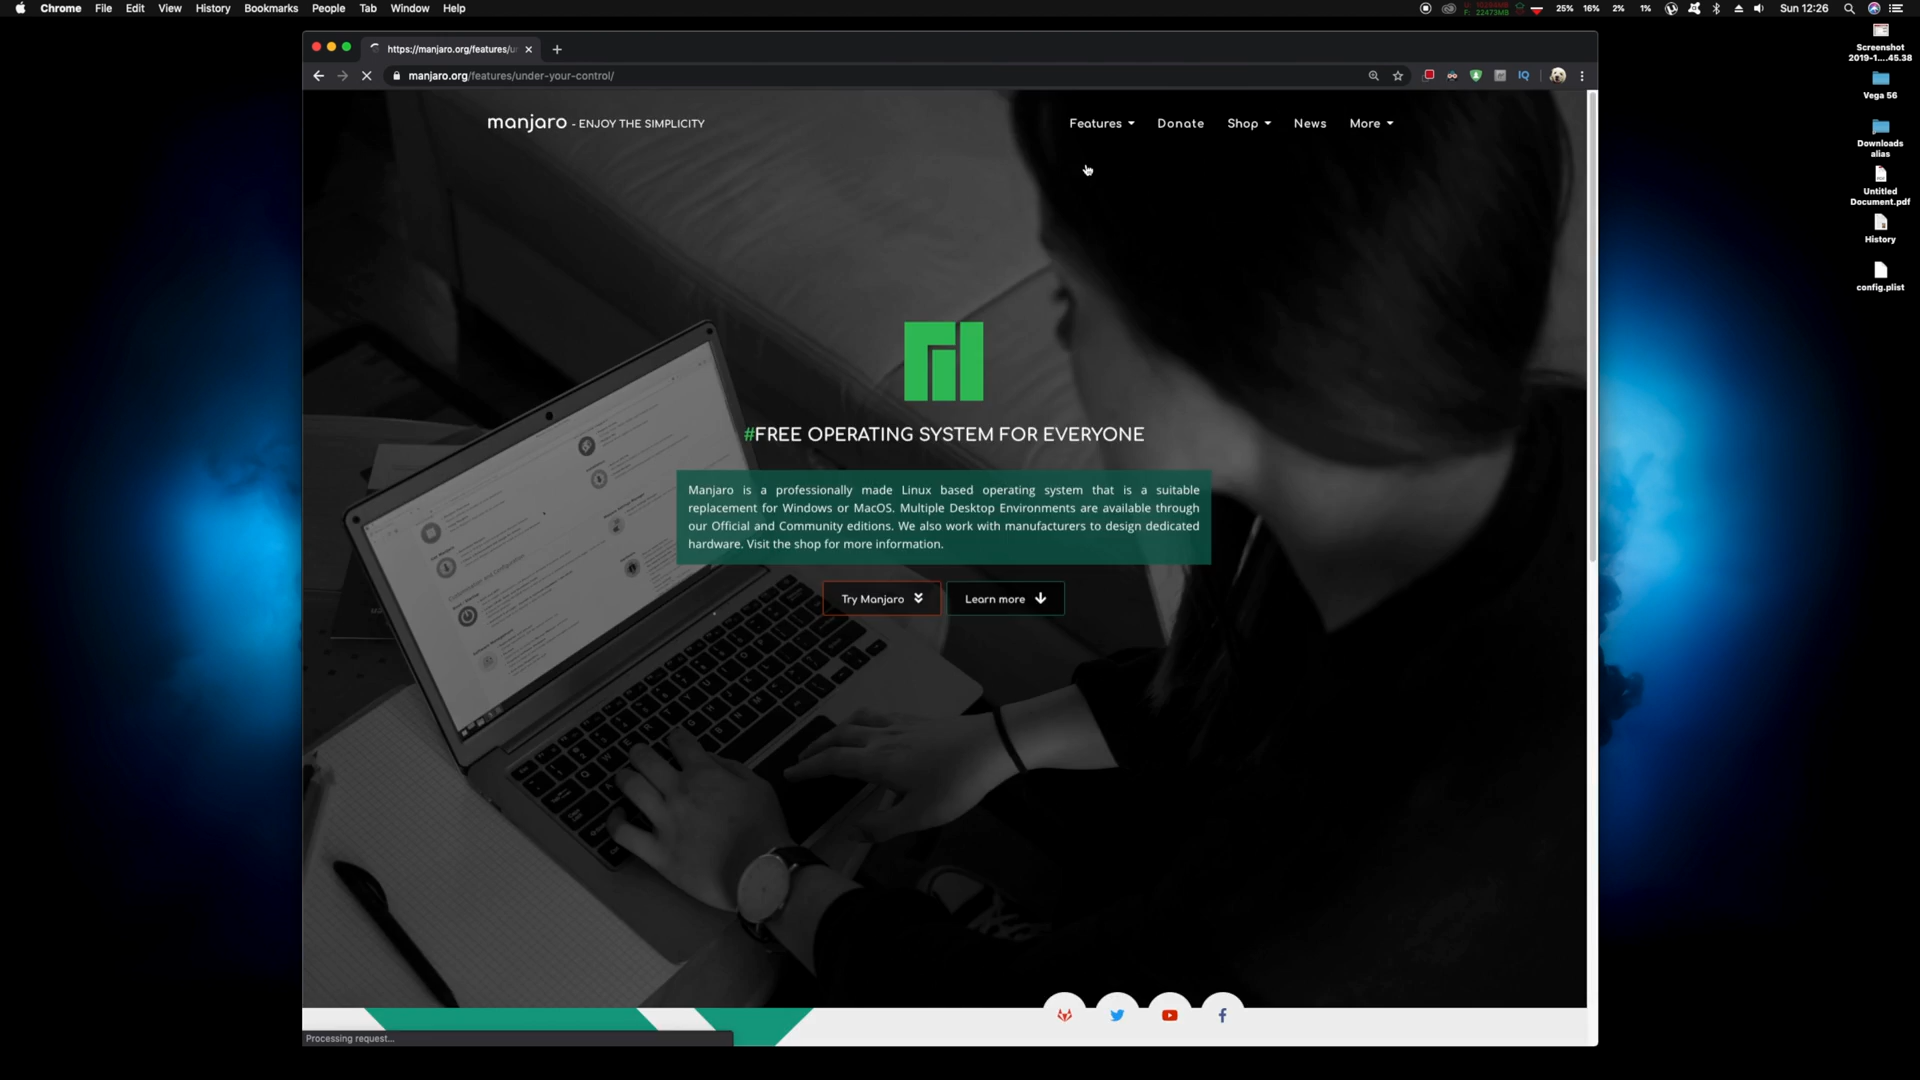 Chrome File Edit View History Bookmarks People Tab Window Help
25% 16% 2% 1% Sun 12:26
https://manjaro.org/features/u
manjaro.org/features/under-your-control/
IQ
manjaro - ENJOY THE SIMPLICITY
Features Donate Shop News More
#FREE OPERATING SYSTEM FOR EVERYONE
Manjaro is a professionally made Linux based operating system that is a suitable
replacement for Windows or MacOS. Multiple Desktop Environments are available through
our Official and Community editions. We also work with manufacturers to design dedicated
hardware. Visit the shop for more information.
Try Manjaro
Learn more
Processing request...
Screenshot
2019-1....45.38
Vega 56
Downloads
alias
Untitled
Document.pdf
History
config.plist